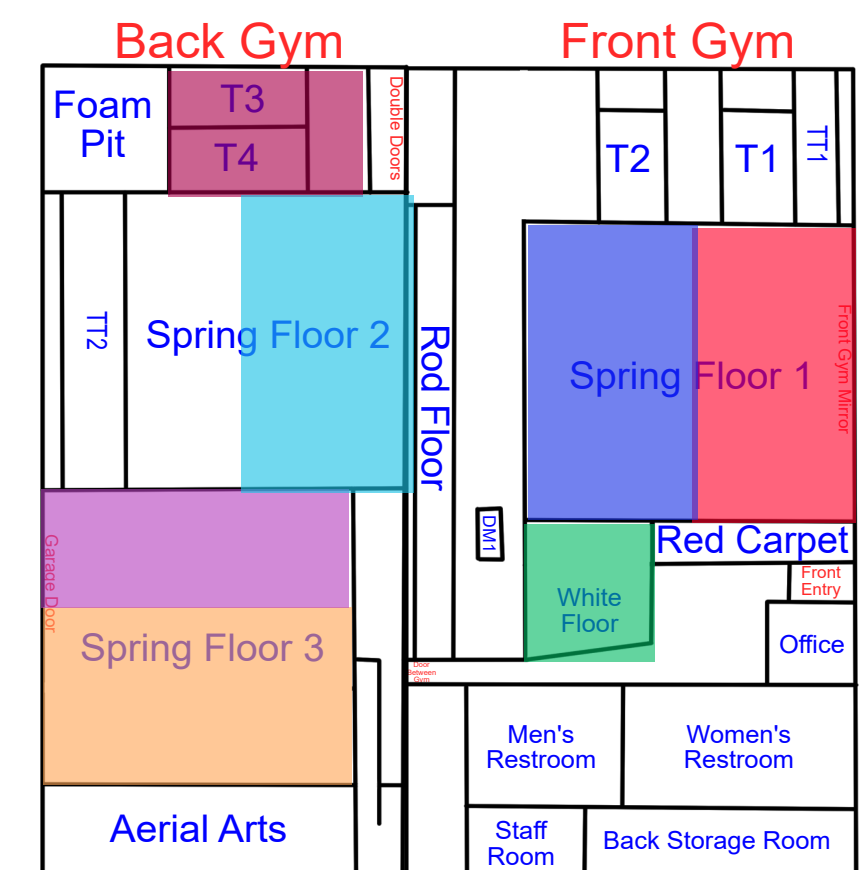 Back Gym
Front Gym
Foam
Pit
T3
T4
Double Doors
T2
T1
TT1
TT2
Spring Floor 2
Rod Floor
Spring Floor 1
Front Gym Mirror
DM1
Red Carpet
Garage Door
White
Floor
Front
Entry
Office
Spring Floor 3
Door
Between
Gym
Men's
Restroom
Women's
Restroom
Aerial Arts
Staff
Room
Back Storage Room